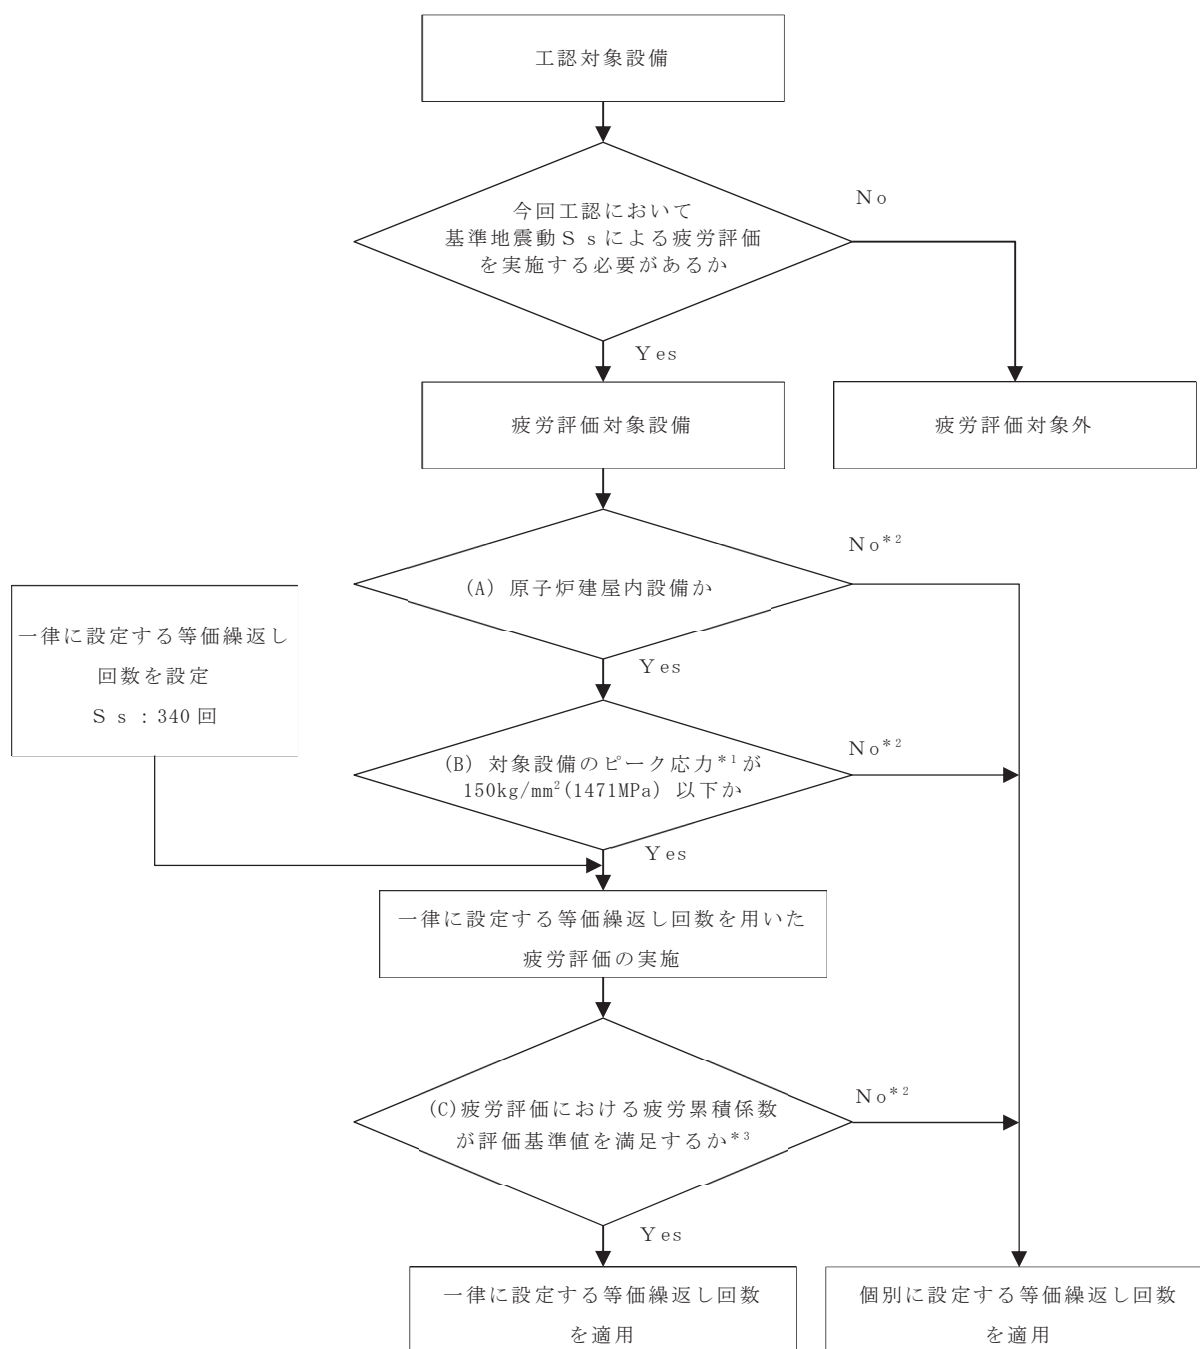 工認対象設備
今回工認において
基準地震動Ｓｓによる疲労評価
を実施する必要があるか
No
Yes
疲労評価対象設備
疲労評価対象外
(A) 原子炉建屋内設備か
No*2
Yes
一律に設定する等価繰返し
回数を設定
Ｓｓ：340 回
(B) 対象設備のピーク応力*1が
150kg/mm²(1471MPa) 以下か
No*2
Yes
一律に設定する等価繰返し回数を用いた
疲労評価の実施
(C)疲労評価における疲労累積係数
が評価基準値を満足するか*3
No*2
Yes
一律に設定する等価繰返し回数
を適用
個別に設定する等価繰返し回数
を適用